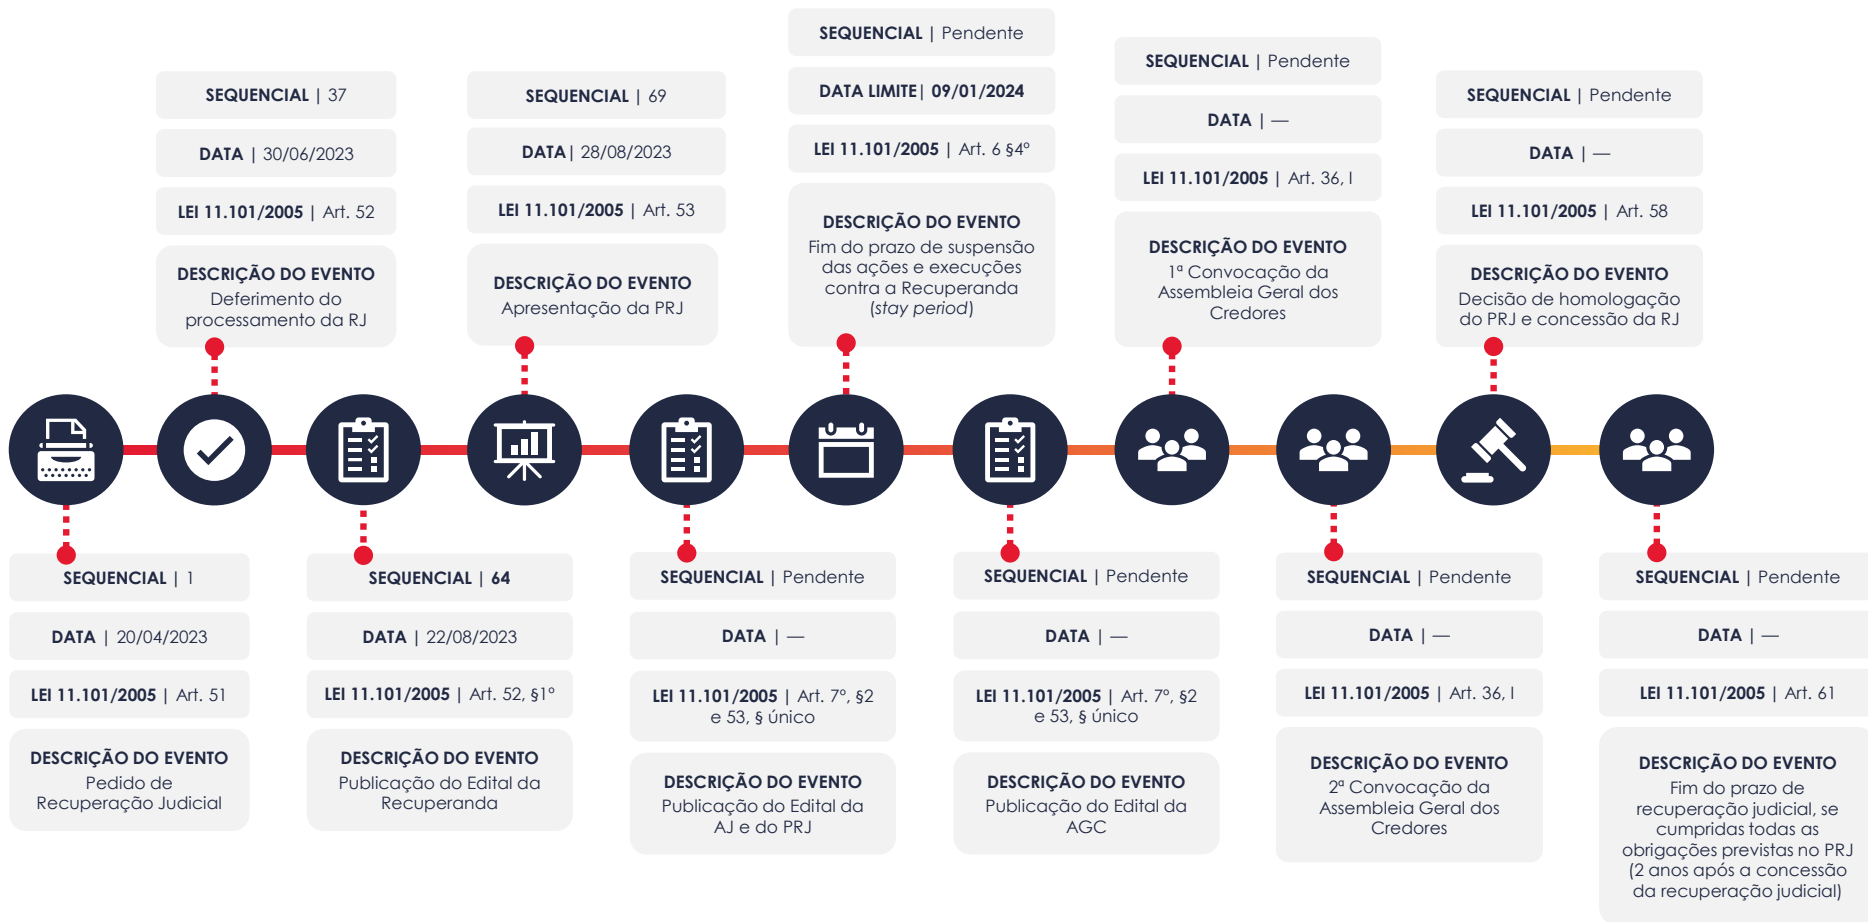 SEQUENCIAL | 1
DATA | 20/04/2023
LEI 11.101/2005 | Art. 51
DESCRIÇÃO DO EVENTO
Pedido de
Recuperação Judicial
SEQUENCIAL | 37
DATA | 30/06/2023
LEI 11.101/2005 | Art. 52
DESCRIÇÃO DO EVENTO
Deferimento do
processamento da RJ
SEQUENCIAL | 64
DATA | 22/08/2023
LEI 11.101/2005 | Art. 52, §1º
DESCRIÇÃO DO EVENTO
Publicação do Edital da
Recuperanda
SEQUENCIAL | 69
DATA| 28/08/2023
LEI 11.101/2005 | Art. 53
DESCRIÇÃO DO EVENTO
Apresentação da PRJ
SEQUENCIAL | Pendente
DATA | —
LEI 11.101/2005 | Art. 7º, §2
e 53, § único
DESCRIÇÃO DO EVENTO
Publicação do Edital da
AJ e do PRJ
SEQUENCIAL | Pendente
DATA LIMITE| 09/01/2024
LEI 11.101/2005 | Art. 6 §4º
DESCRIÇÃO DO EVENTO
Fim do prazo de suspensão
das ações e execuções
contra a Recuperanda
(stay period)
SEQUENCIAL | Pendente
DATA | —
LEI 11.101/2005 | Art. 7º, §2
e 53, § único
DESCRIÇÃO DO EVENTO
Publicação do Edital da
AGC
SEQUENCIAL | Pendente
DATA | —
LEI 11.101/2005 | Art. 36, I
DESCRIÇÃO DO EVENTO
1ª Convocação da
Assembleia Geral dos
Credores
SEQUENCIAL | Pendente
DATA | —
LEI 11.101/2005 | Art. 36, I
DESCRIÇÃO DO EVENTO
2ª Convocação da
Assembleia Geral dos
Credores
SEQUENCIAL | Pendente
DATA | —
LEI 11.101/2005 | Art. 58
DESCRIÇÃO DO EVENTO
Decisão de homologação
do PRJ e concessão da RJ
SEQUENCIAL | Pendente
DATA | —
LEI 11.101/2005 | Art. 61
DESCRIÇÃO DO EVENTO
Fim do prazo de
recuperação judicial, se
cumpridas todas as
obrigações previstas no PRJ
(2 anos após a concessão
da recuperação judicial)